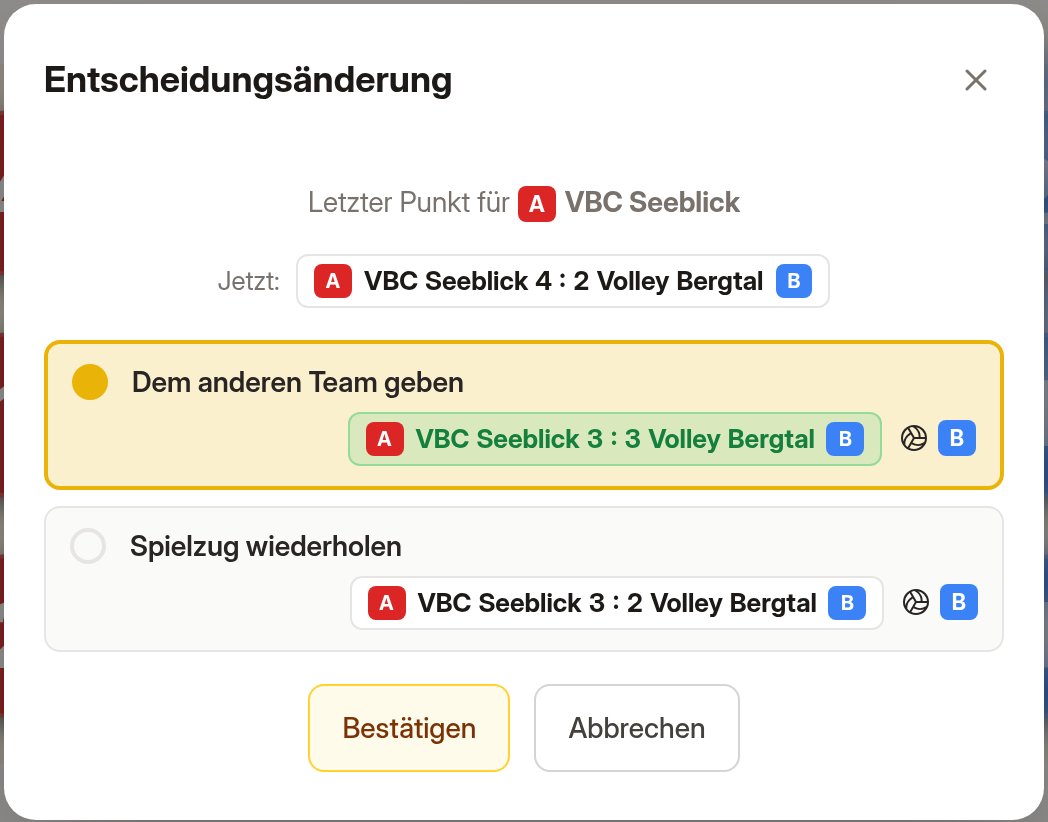 Entscheidungsänderung
Letzter Punkt für A VBC Seeblick
Jetzt: A VBC Seeblick 4 : 2 Volley Bergtal B
Dem anderen Team geben
A VBC Seeblick 3 : 3 Volley Bergtal B B
Spielzug wiederholen
A VBC Seeblick 3 : 2 Volley Bergtal B B
Bestätigen Abbrechen